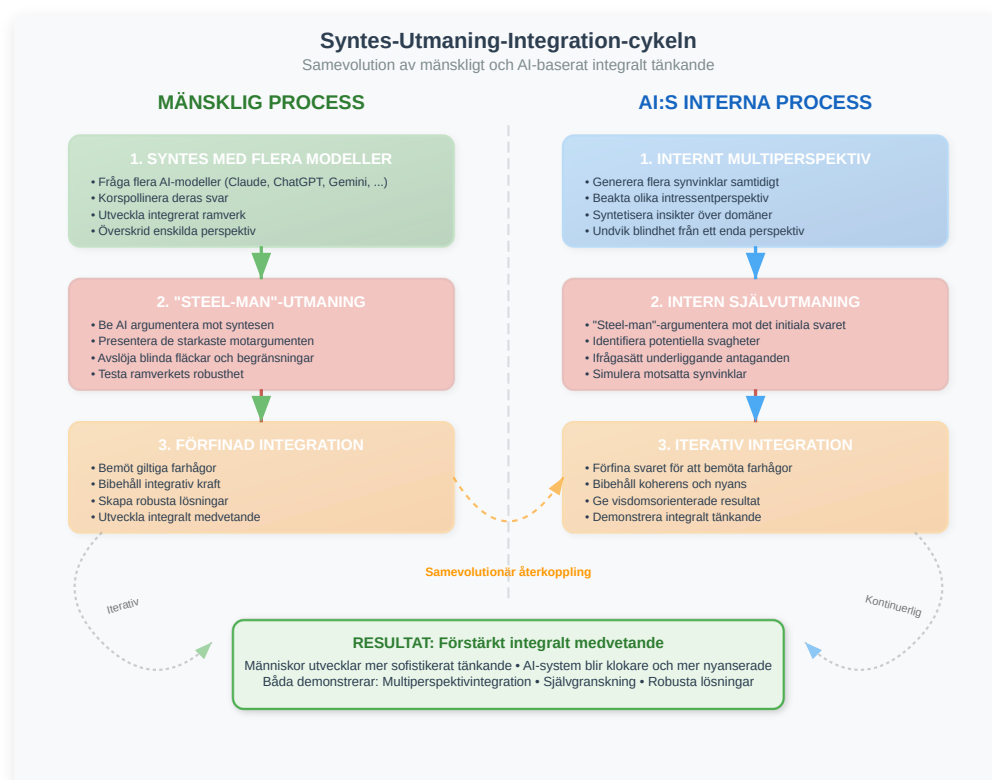 Syntes-Utmaning-Integration-cykeln
Samevolution av mänskligt och AI-baserat integralt tänkande
MÄNSKLIG PROCESS
1. SYNTES MED FLERA MODELLER
• Fråga flera AI-modeller (Claude, ChatGPT, Gemini, ...)
• Korspollinera deras svar
• Utveckla integrerat ramverk
• Överskrid enskilda perspektiv
2. "STEEL-MAN"-UTMANING
• Be AI argumentera mot syntesen
• Presentera de starkaste motargumenten
• Avslöja blinda fläckar och begränsningar
• Testa ramverkets robusthet
3. FÖRFINAD INTEGRATION
• Bemöt giltiga farhågor
• Bibehåll integrativ kraft
• Skapa robusta lösningar
• Utveckla integralt medvetande
AI:S INTERNA PROCESS
1. INTERNT MULTIPERSPEKTIV
• Generera flera synvinklar samtidigt
• Beakta olika intressentperspektiv
• Syntetisera insikter över domäner
• Undvik blindhet från ett enda perspektiv
2. INTERN SJÄLVUTMANING
• "Steel-man"-argumentera mot det initiala svaret
• Identifiera potentiella svagheter
• Ifrågasätt underliggande antaganden
• Simulera motsatta synvinklar
3. ITERATIV INTEGRATION
• Förfina svaret för att bemöta farhågor
• Bibehåll koherens och nyans
• Ge visdomsorienterade resultat
• Demonstrera integralt tänkande
Samevolutionär återkoppling
Iterativ
Kontinuerlig
RESULTAT: Förstärkt integralt medvetande
Människor utvecklar mer sofistikerat tänkande • AI-system blir klokare och mer nyanserade
Båda demonstrerar: Multiperspektivintegration • Självgranskning • Robusta lösningar